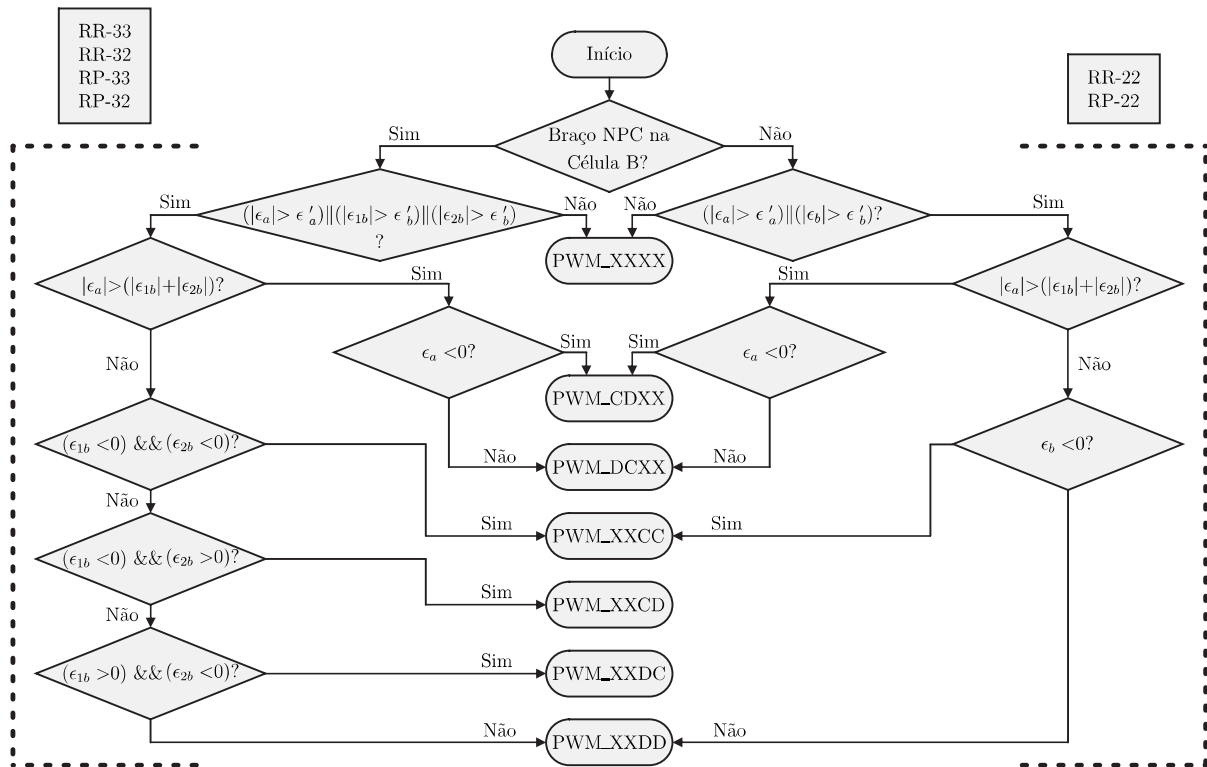 RR-33
RR-32
RP-33
RP-32
Início
RR-22
RP-22
Braço NPC na
Célula B?
Sim
Não
(|ϵa|> ϵ′a)||(|ϵ1b|> ϵ′b)||(|ϵ2b|> ϵ′b)
?
Sim
Não
(|ϵa|> ϵ′a)||(|ϵb|> ϵ′b)?
Não
Sim
PWM_XXXX
|ϵa|>(|ϵ1b|+|ϵ2b|)?
Sim
Sim
|ϵa|>(|ϵ1b|+|ϵ2b|)?
ϵa <0?
Sim
Sim
ϵa <0?
Não
Não
PWM_CDXX
(ϵ1b <0) &&(ϵ2b <0)?
Não
PWM_DCXX
Não
ϵb <0?
Não
Sim
PWM_XXCC
Sim
(ϵ1b <0) &&(ϵ2b >0)?
Sim
PWM_XXCD
Não
(ϵ1b >0) &&(ϵ2b <0)?
Sim
PWM_XXDC
Não
PWM_XXDD
Não